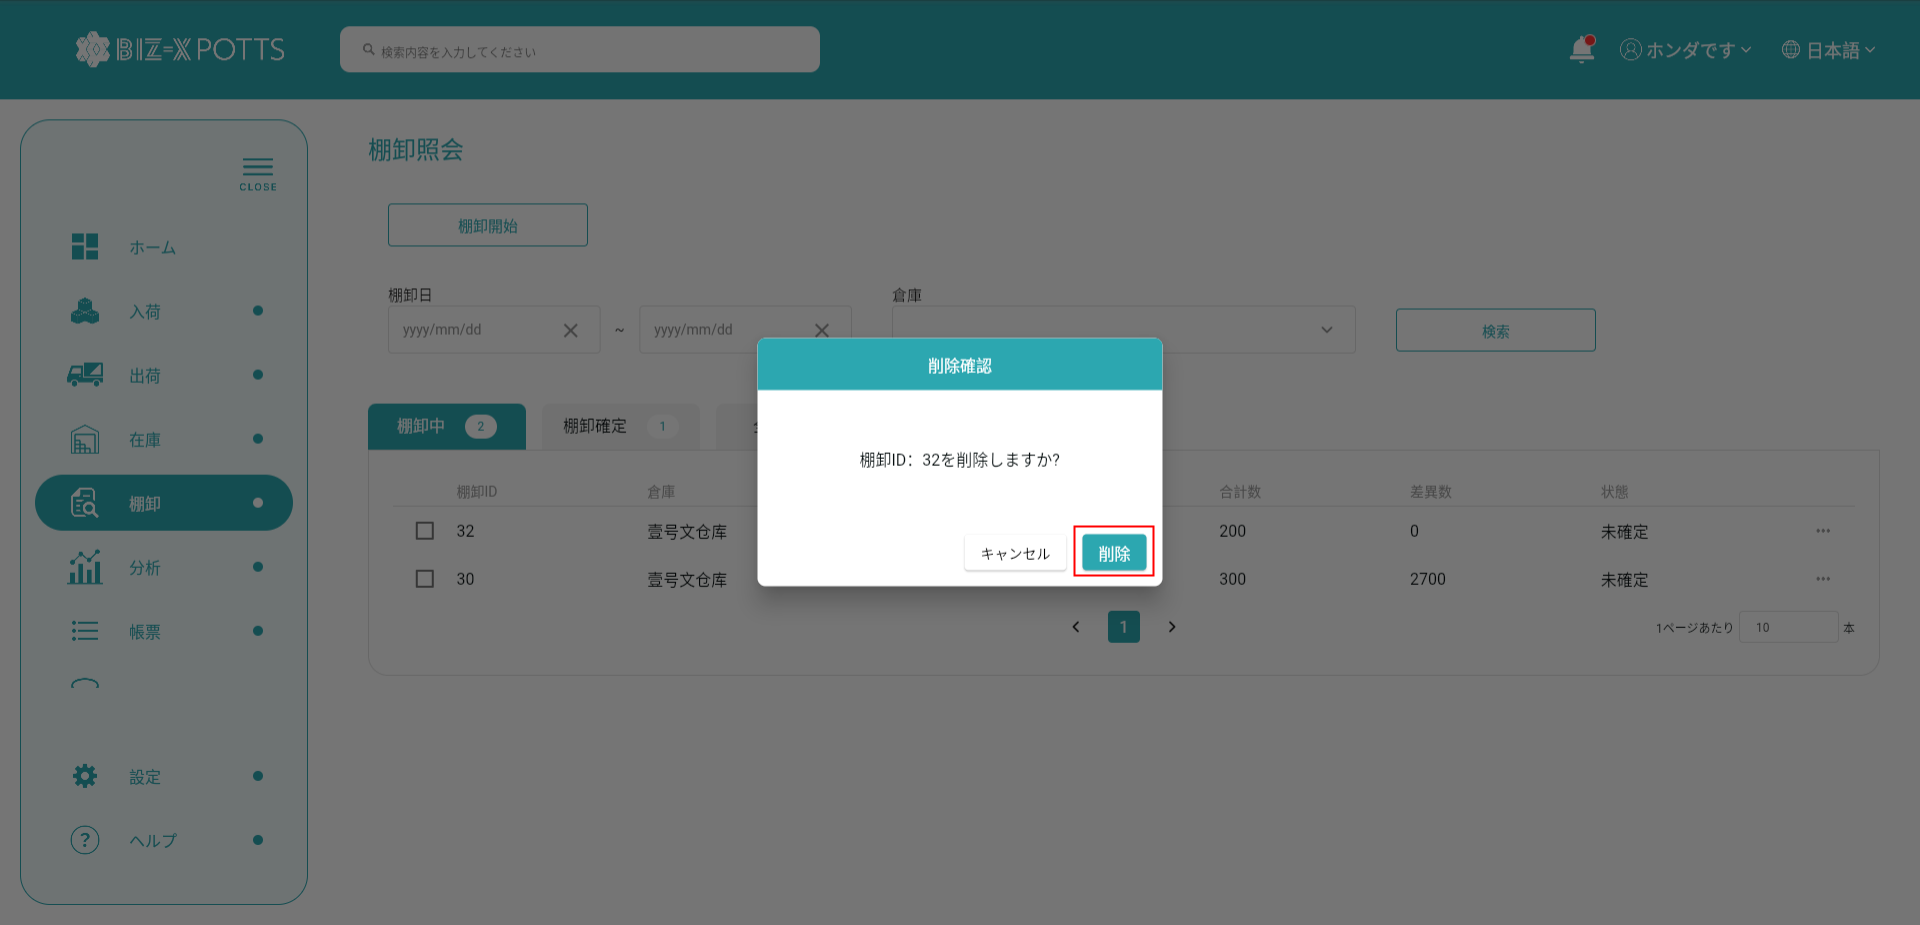 BIZ=X POTTS
検索内容を入力してください
ホンダです
日本語
CLOSE
ホーム
入荷
出荷
在庫
棚卸
分析
帳票
設定
ヘルプ
棚卸照会
棚卸開始
棚卸日
倉庫
yyyy/mm/dd ~ yyyy/mm/dd
検索
棚卸中 2
棚卸確定 1
棚卸ID 倉庫 合計数 差異数 状態
32 壹号文仓库 200 0 未確定 ...
30 壹号文仓库 300 2700 未確定 ...
1
1ページあたり 10 本
削除確認
棚卸ID：32を削除しますか?
キャンセル
削除